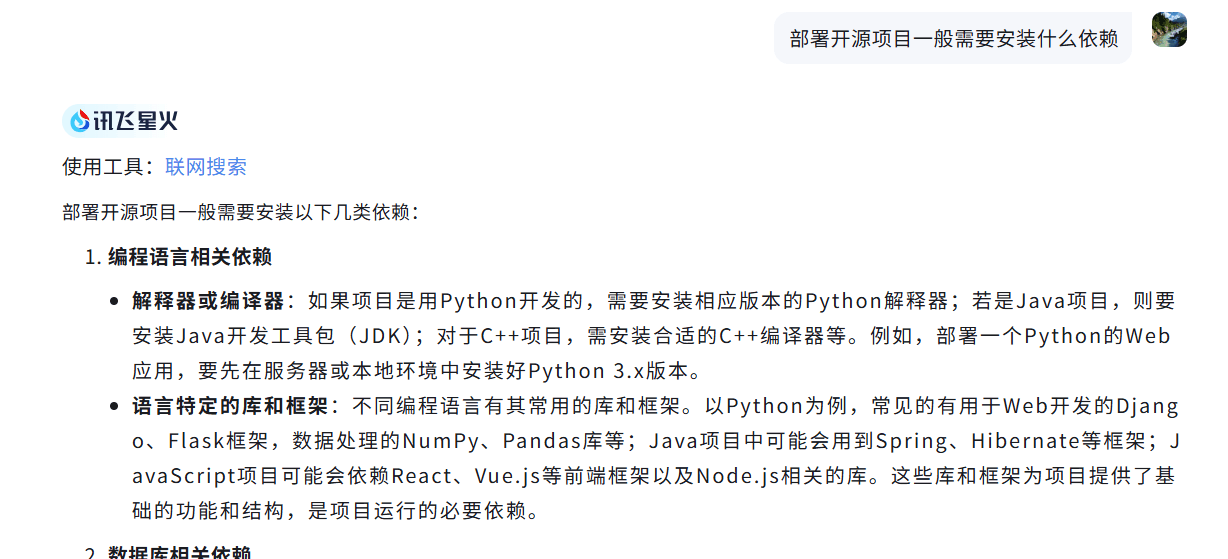 部署开源项目一般需要安装什么依赖
讯飞星火
使用工具：联网搜索
部署开源项目一般需要安装以下几类依赖：
1. 编程语言相关依赖
• 解释器或编译器：如果项目是用Python开发的，需要安装相应版本的Python解释器；若是Java项目，则要
安装Java开发工具包（JDK）；对于C++项目，需安装合适的C++编译器等。例如，部署一个Python的Web
应用，要先在服务器或本地环境中安装好Python 3.x版本。
• 语言特定的库和框架：不同编程语言有其常用的库和框架。以Python为例，常见的有用于Web开发的Djang
o、Flask框架，数据处理的NumPy、Pandas库等；Java项目中可能会用到Spring、Hibernate等框架；J
avaScript项目可能会依赖React、Vue.js等前端框架以及Node.js相关的库。这些库和框架为项目提供了基
础的功能和结构，是项目运行的必要依赖。
2. 数据库相关依赖